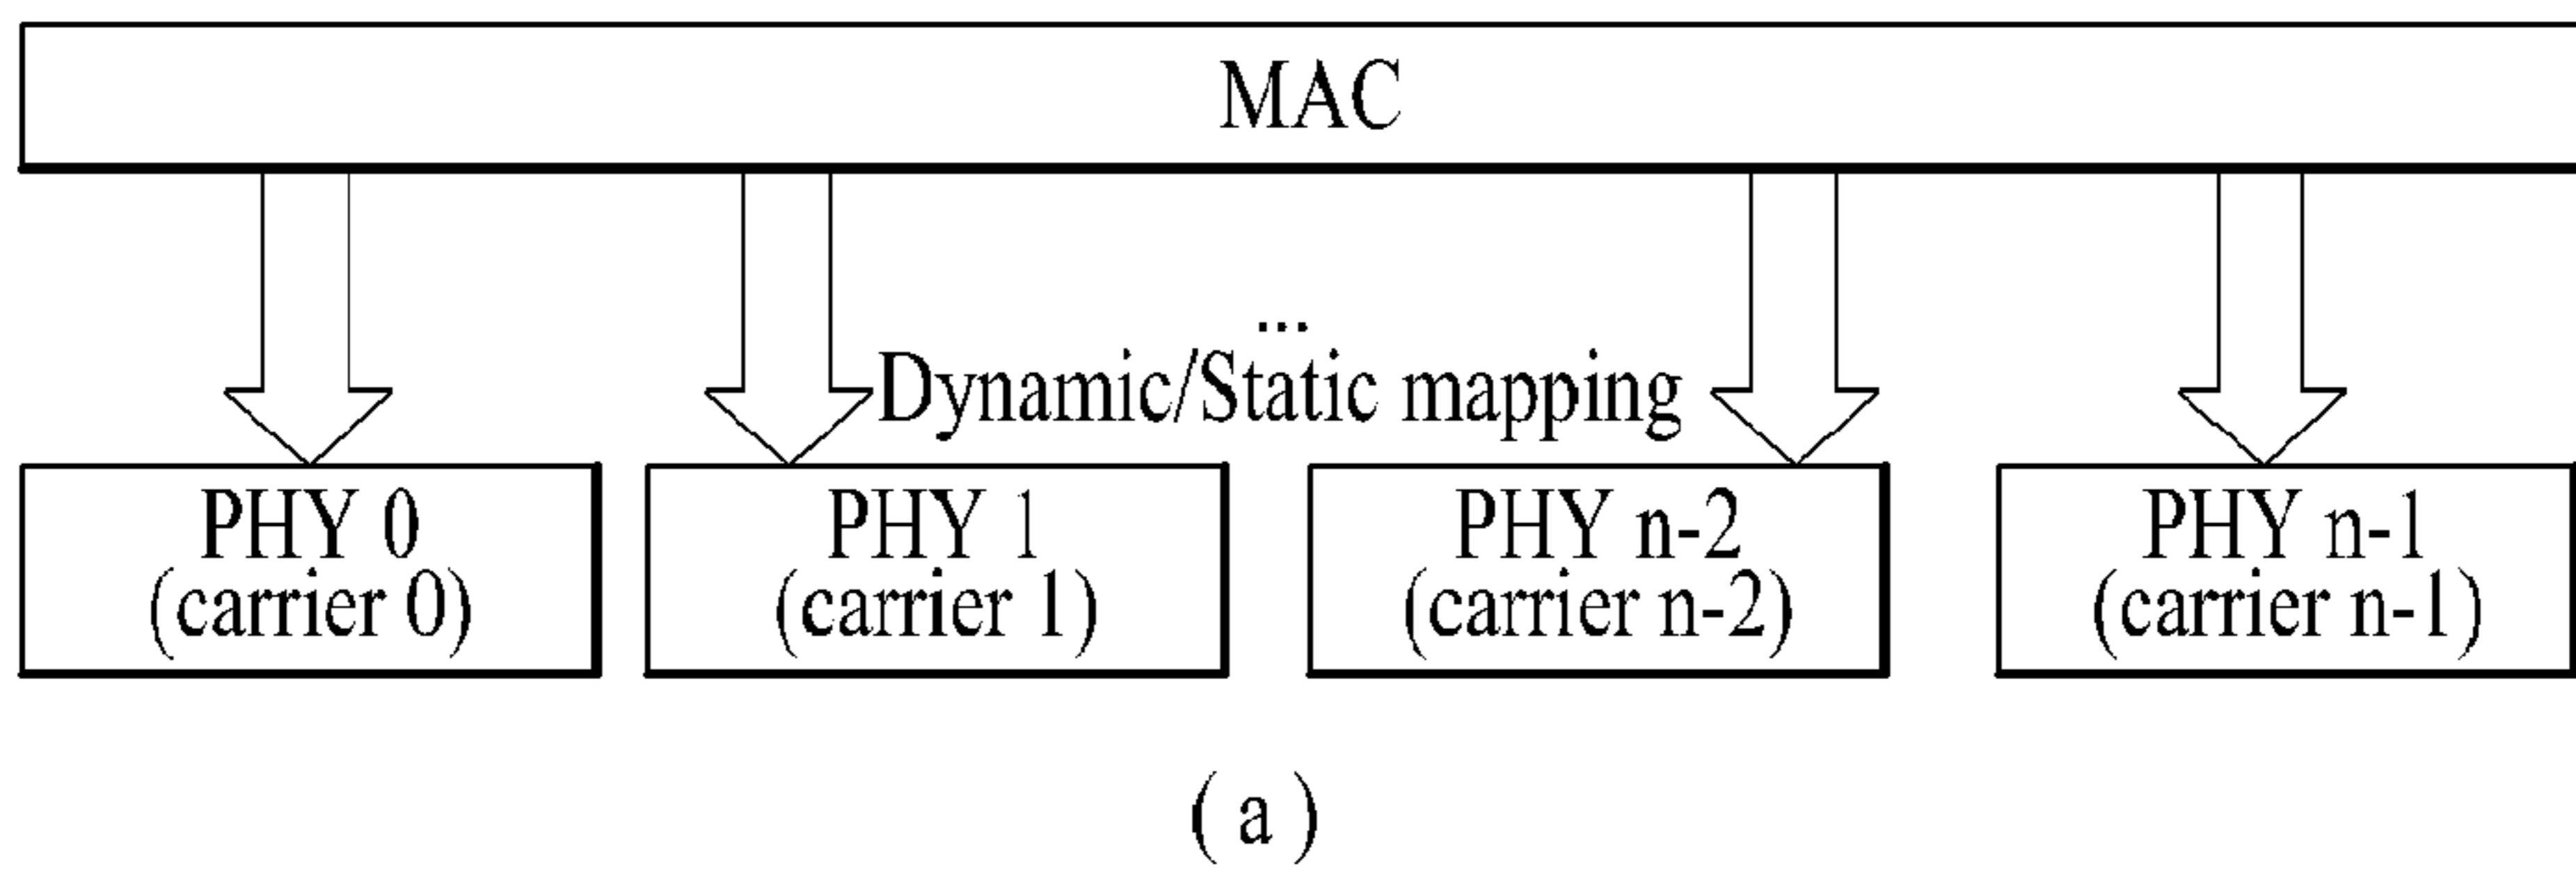 MAC
...
Dynamic/Static mapping
PHY 0
(carrier 0)
PHY 1
(carrier 1)
PHY n-2
(carrier n-2)
PHY n-1
(carrier n-1)
( a )